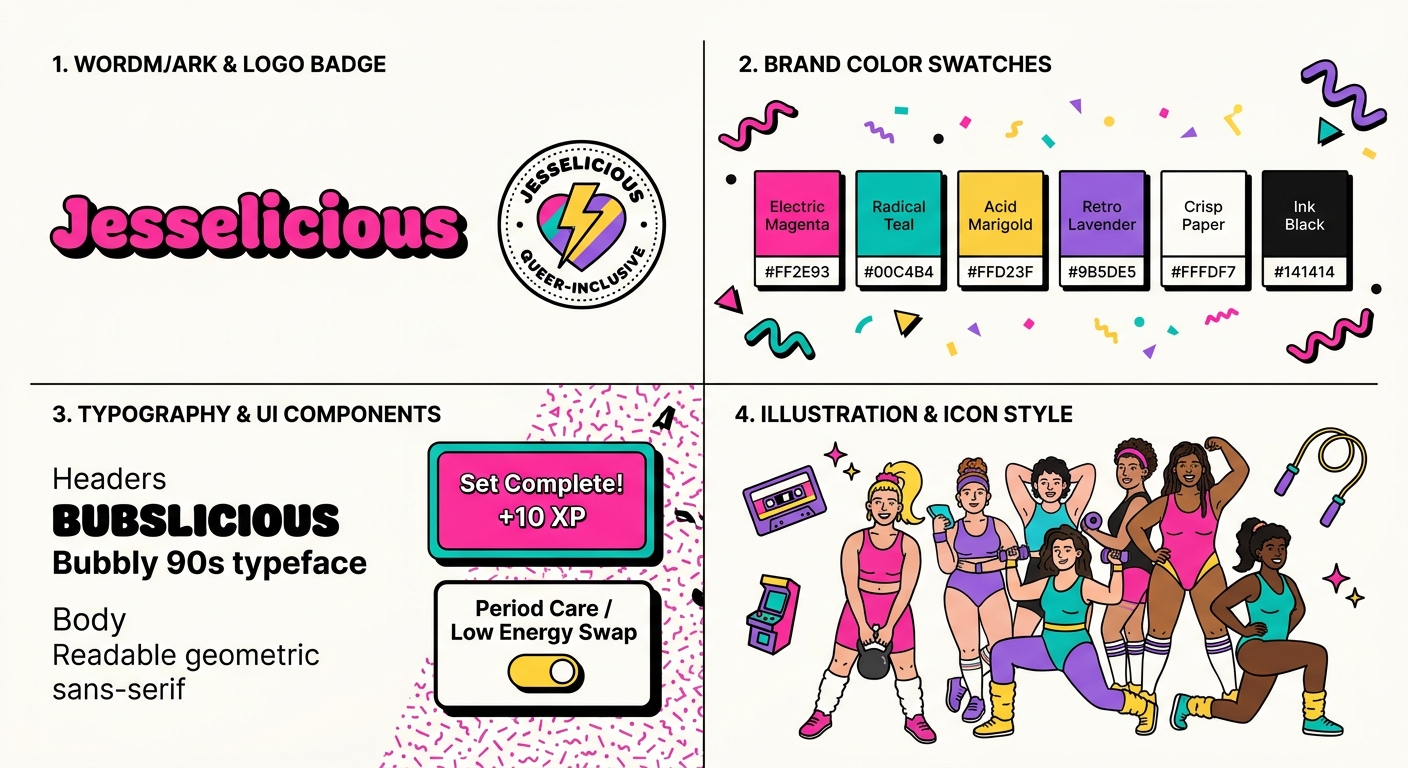 1. WORDM/ARK & LOGO BADGE
Jesselicious
JESSELICIOUS
QUEER-INCLUSIVE
2. BRAND COLOR SWATCHES
Electric
Magenta
#FF2E93
Radical
Teal
#00C4B4
Acid
Marigold
#FFD23F
Retro
Lavender
#9B5DE5
Crisp
Paper
#FFFDF7
Ink
Black
#141414
3. TYPOGRAPHY & UI COMPONENTS
Headers
BUBSLICIOUS
Bubbly 90s typeface
Body
Readable geometric
sans-serif
Set Complete!
+10 XP
Period Care /
Low Energy Swap
4. ILLUSTRATION & ICON STYLE